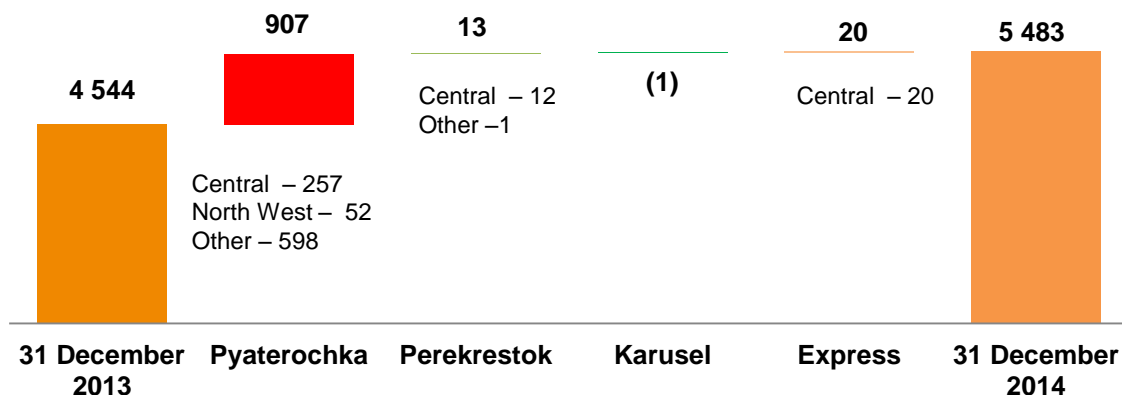 907
13
20
5 483
4 544
(1)
Central – 12
Other –1
Central – 20
Central – 257
North West – 52
Other – 598
31 December
2013
Pyaterochka
Perekrestok
Karusel
Express
31 December
2014